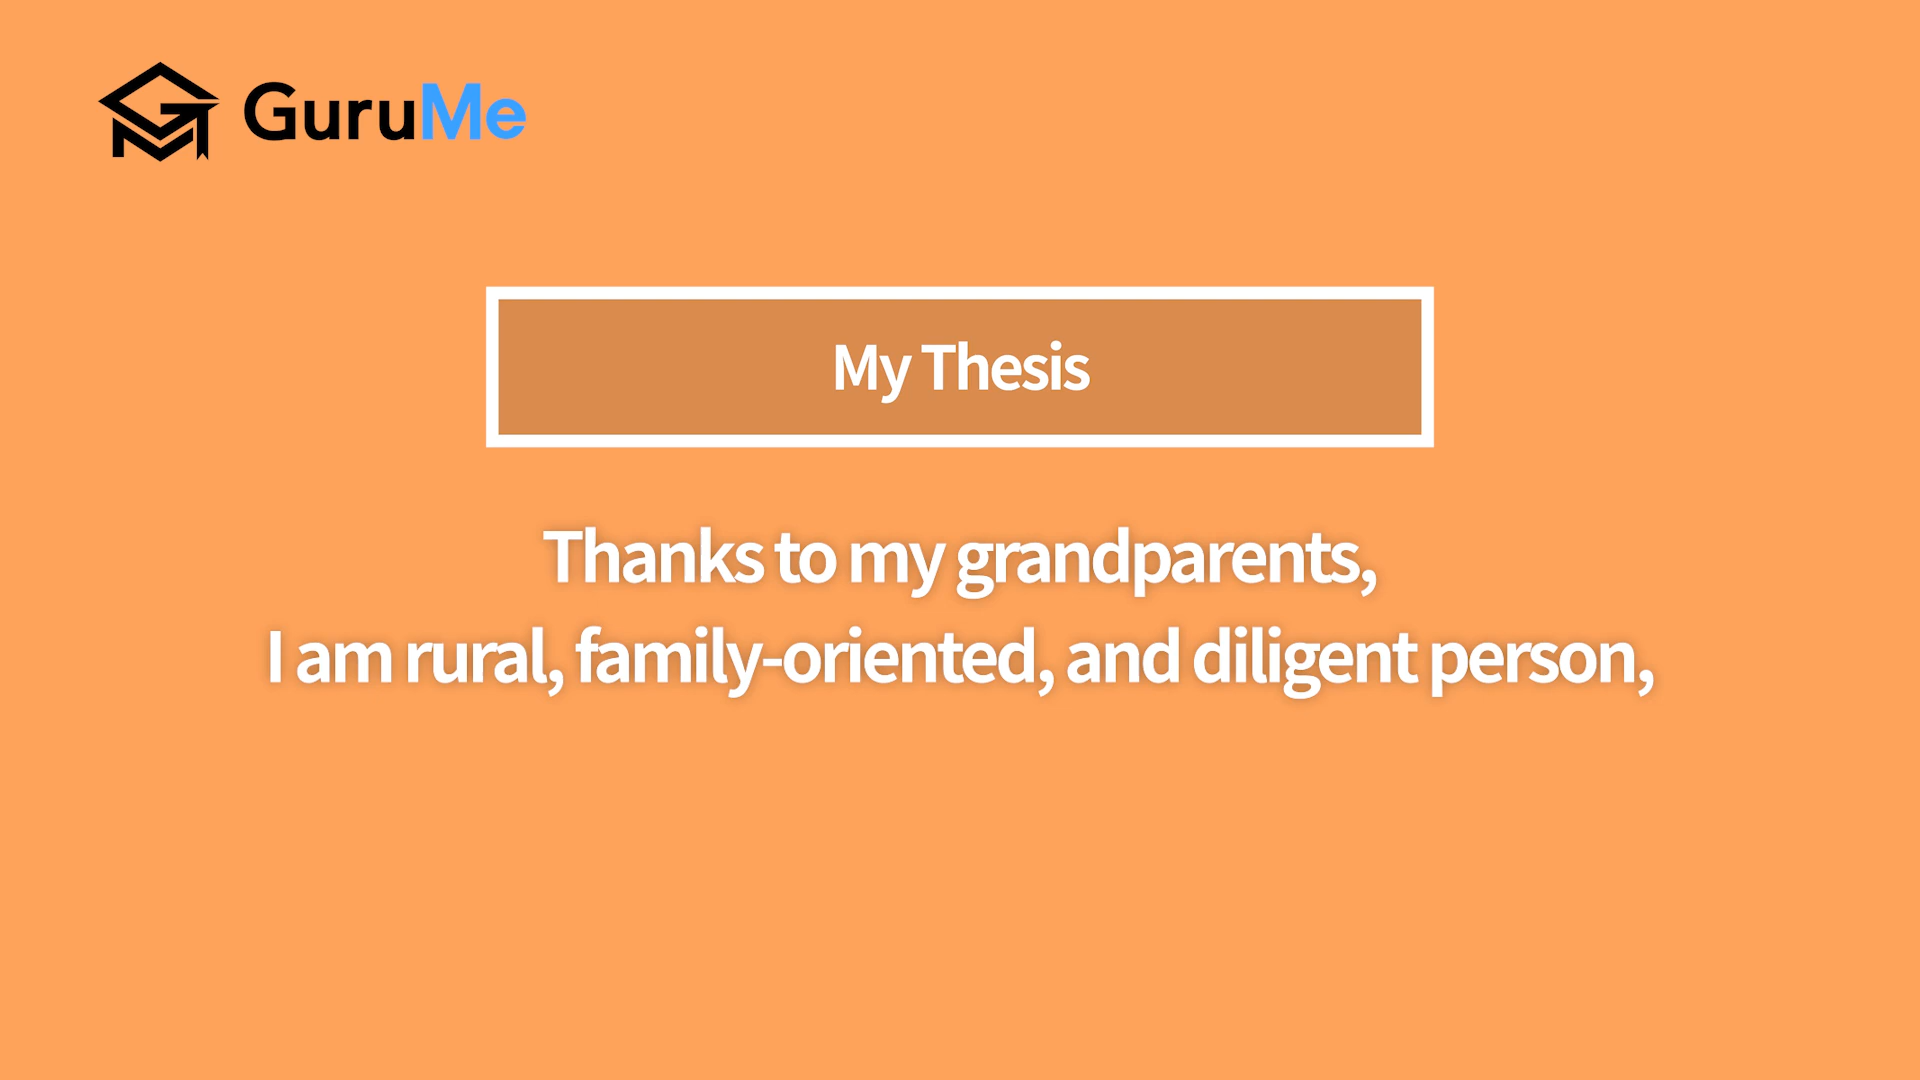 GuruMe
My Thesis
Thanks to my grandparents,
I am rural, family-oriented, and diligent person,